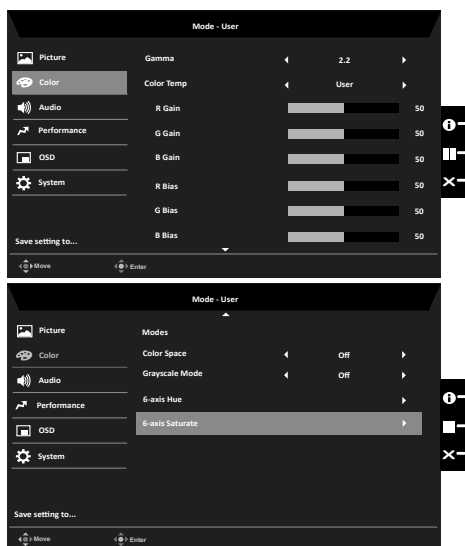 Mode - User
Picture
Gamma 2.2
Color
Color Temp User
Audio
R Gain 50
Performance
G Gain 50
OSD
B Gain 50
System
R Bias 50
G Bias 50
B Bias 50
Save setting to...
Move Enter
Mode - User
Picture
Modes
Color
Color Space Off
Audio
Grayscale Mode Off
Performance
6-axis Hue
OSD
6-axis Saturate
System
Save setting to...
Move Enter